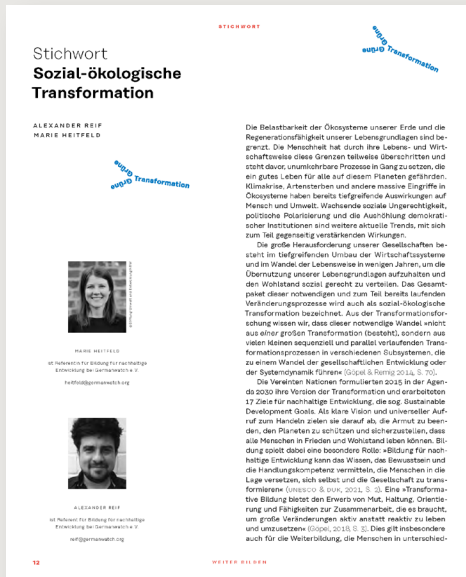 STICHWORT
Stichwort
Sozial-ökologische
Transformation
ALEXANDER REIF
MARIE HEITFELD
Grüne
Grüne Transformation
Grüne
Grüne Transformation
MARIE HEITFELD
ist Referentin für Bildung für nachhaltige
Entwicklung bei Germanwatch e.V.
heitfeld@germanwatch.org
ALEXANDER REIF
ist Referent für Bildung für nachhaltige
Entwicklung bei Germanwatch e.V.
reif@germanwatch.org
Die Belastbarkeit der Ökosysteme unserer Erde und die
Regenerationsfähigkeit unserer Lebensgrundlagen sind be-
grenzt. Die Menschheit hat durch ihre Lebens- und Wirt-
schaftsweise diese Grenzen teilweise überschritten und
steht davor, unumkehrbare Prozesse in Gang zu setzen, die
ein gutes Leben für alle auf diesem Planeten gefährden.
Klimakrise, Artensterben und andere massive Eingriffe in
Ökosysteme haben bereits tiefgreifende Auswirkungen auf
Mensch und Umwelt. Wachsende soziale Ungerechtigkeit,
politische Polarisierung und die Aushöhlung demokrati-
scher Institutionen sind weitere aktuelle Trends, mit sich
zum Teil gegenseitig verstärkenden Wirkungen.
Die große Herausforderung unserer Gesellschaften be-
steht im tiefgreifenden Umbau der Wirtschaftssysteme
und im Wandel der Lebensweise in wenigen Jahren, um die
Übernutzung unserer Lebensgrundlagen aufzuhalten und
den Wohlstand sozial gerecht zu verteilen. Das Gesamt-
paket dieser notwendigen und zum Teil bereits laufenden
Veränderungsprozesse wird auch als sozial-ökologische
Transformation bezeichnet. Aus der Transformationsfor-
schung wissen wir, dass dieser notwendige Wandel »nicht
aus einer großen Transformation (besteht), sondern aus
vielen kleinen sequenziell und parallel verlaufenden Trans-
formationsprozessen in verschiedenen Subsystemen, die
zu einem Wandel der gesellschaftlichen Entwicklung oder
der Systemdynamik führen« (Göpel & Remig 2014, S. 70).
Die Vereinten Nationen formulierten 2015 in der Agen-
da 2030 ihre Version der Transformation und erarbeiteten
17 Ziele für nachhaltige Entwicklung, die sog. Sustainable
Development Goals. Als klare Vision und universeller Auf-
ruf zum Handeln zielen sie darauf ab, die Armut zu been-
den, den Planeten zu schützen und sicherzustellen, dass
alle Menschen in Frieden und Wohlstand leben können. Bil-
dung spielt dabei eine besondere Rolle: »Bildung für nach-
haltige Entwicklung kann das Wissen, das Bewusstsein und
die Handlungskompetenz vermitteln, die Menschen in die
Lage versetzen, sich selbst und die Gesellschaft zu trans-
formieren« (UNESCO & DUK, 2021, S. 2). Eine »Transforma-
tive Bildung bietet den Erwerb von Mut, Haltung, Orientie-
rung und Fähigkeiten zur Zusammenarbeit, die es braucht,
um große Veränderungen aktiv anstatt reaktiv zu leben
und umzusetzen« (Göpel, 2018, S. 3). Dies gilt insbesondere
auch für die Weiterbildung, die Menschen in unterschied-
12
WEITER BILDEN